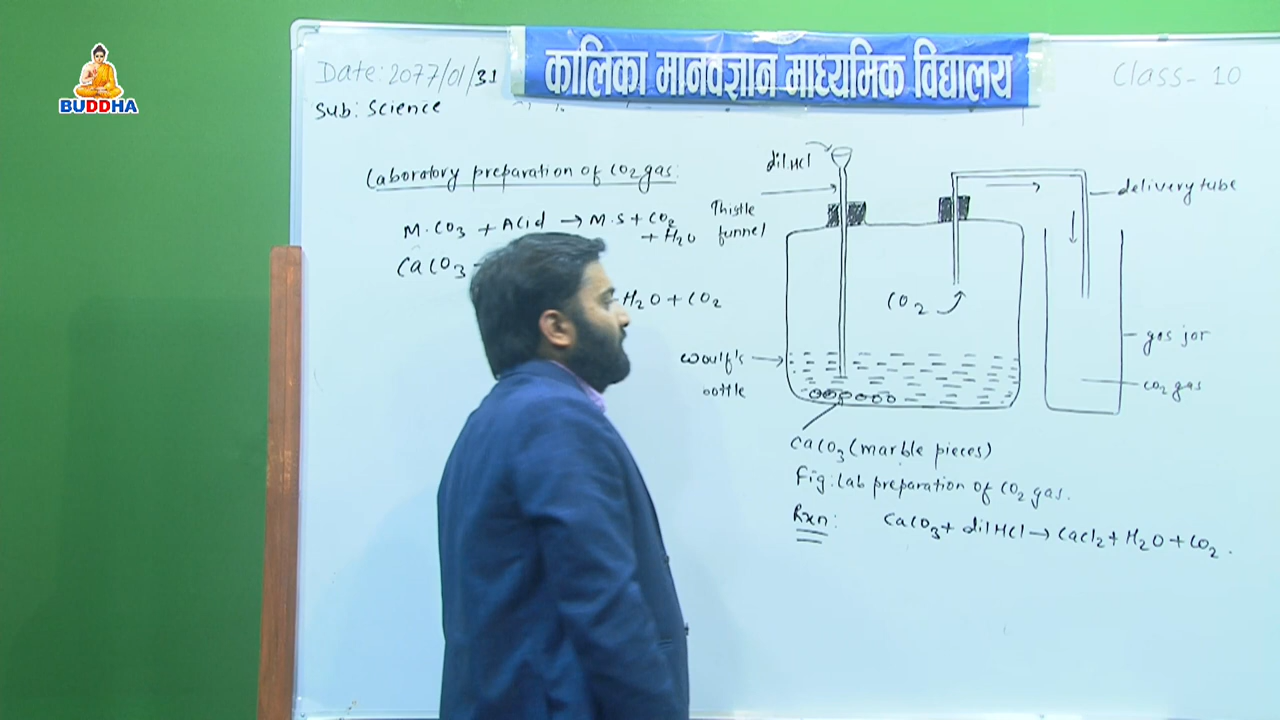 BUDDHA
कालिका मानवज्ञान माध्यमिक विद्यालय
Date: 2077/01/31
Class- 10
Sub: Science
Laboratory preparation of CO2 gas:
M.CO3 + Acid → M.S + CO2
+ H2O
CaCO3
H2O + CO2
dil.HCl
Thistle
funnel
delivery tube
CO2
Woulf's
bottle
gas jar
CO2 gas
CaCO3 (marble pieces)
Fig: Lab preparation of CO2 gas.
Rxn: CaCO3 + dil HCl → CaCl2 + H2O + CO2.